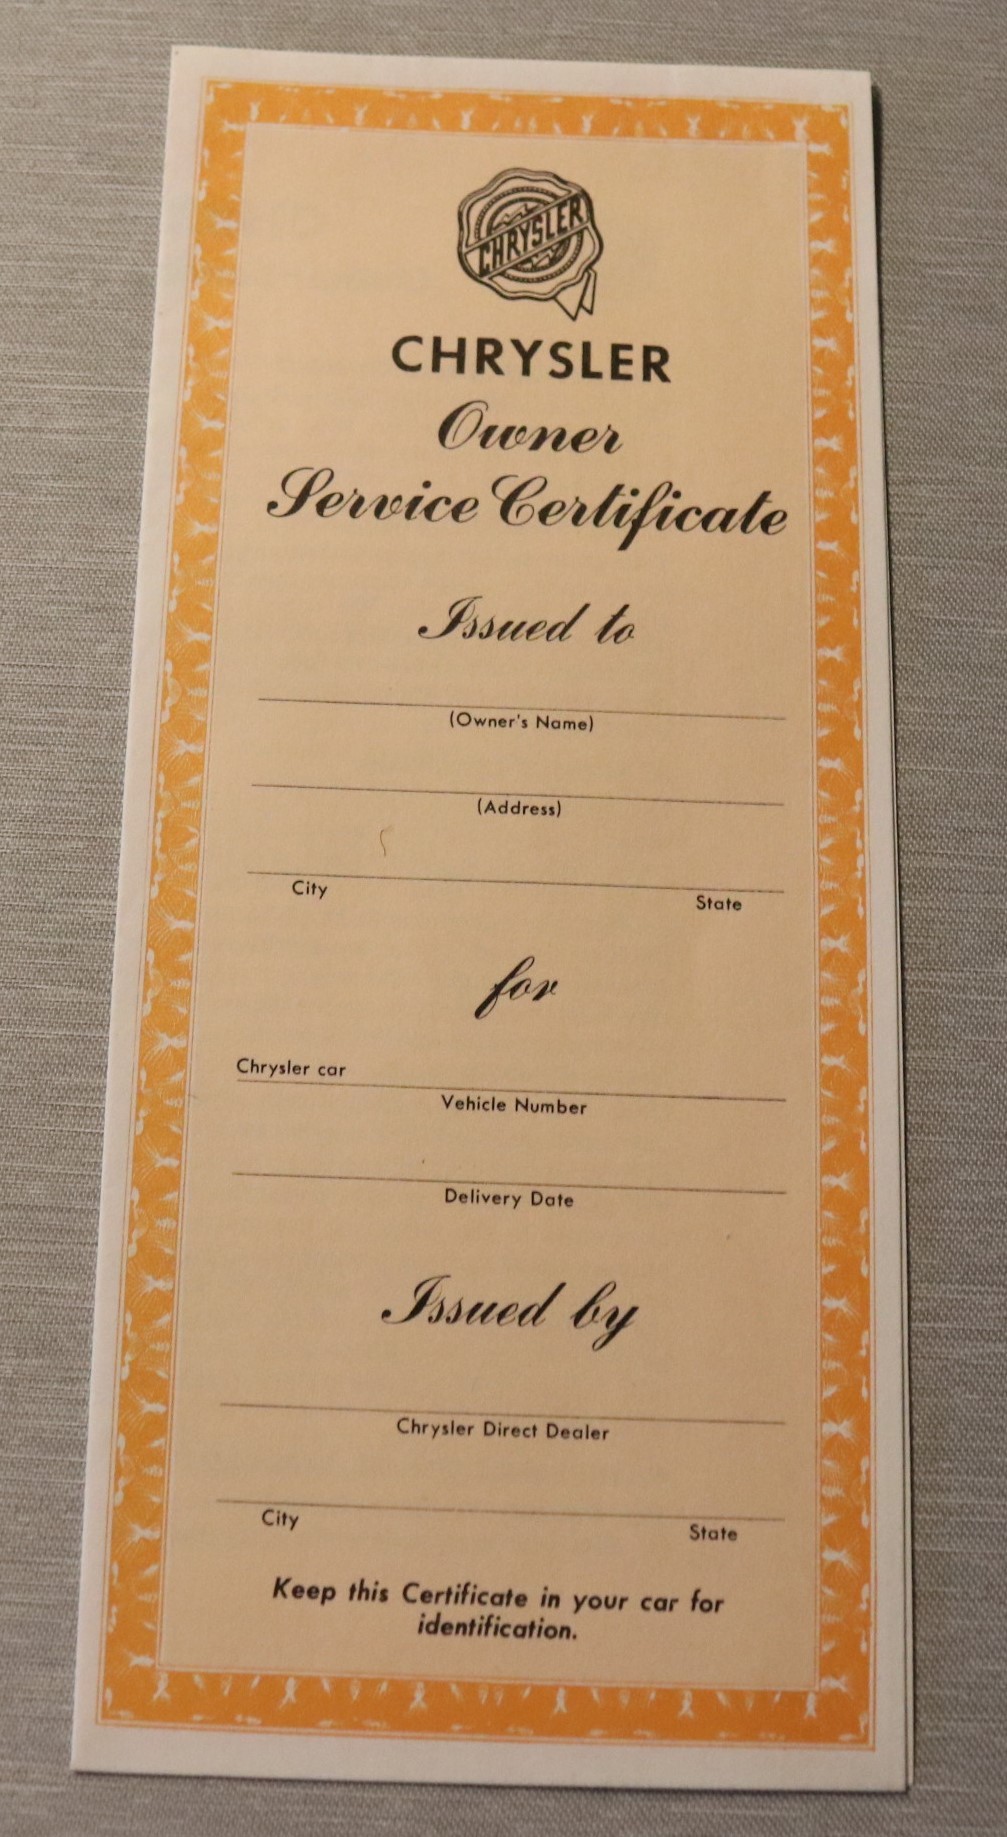 CHRYSLER
CHRYSLER
Owner
Service Certificate
Issued to
(Owner's Name)
(Address)
City State
for
Chrysler car
Vehicle Number
Delivery Date
Issued by
Chrysler Direct Dealer
City State
Keep this Certificate in your car for
identification.